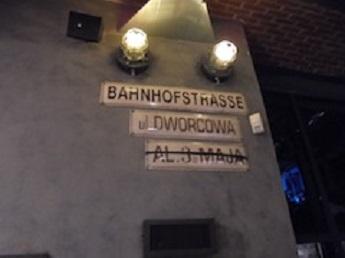 BAHNHOFSTRASSE
ul DWORCOWA
AL. 3. MAJA